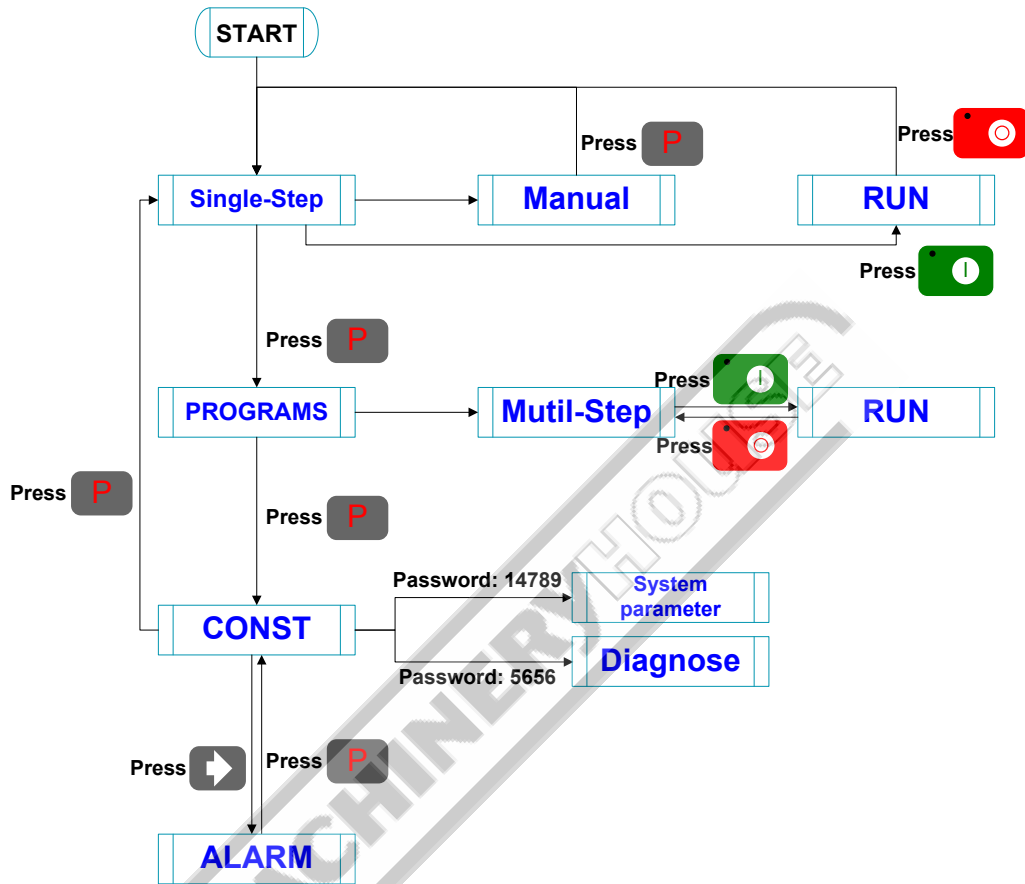 START
Press P
Press
Single-Step
Manual
RUN
Press
Press P
Press
PROGRAMS
Mutil-Step
RUN
Press
Press P
Press P
Password: 14789
System
parameter
CONST
Diagnose
Password: 5656
Press
Press P
ALARM
MACHINERYHOUSE